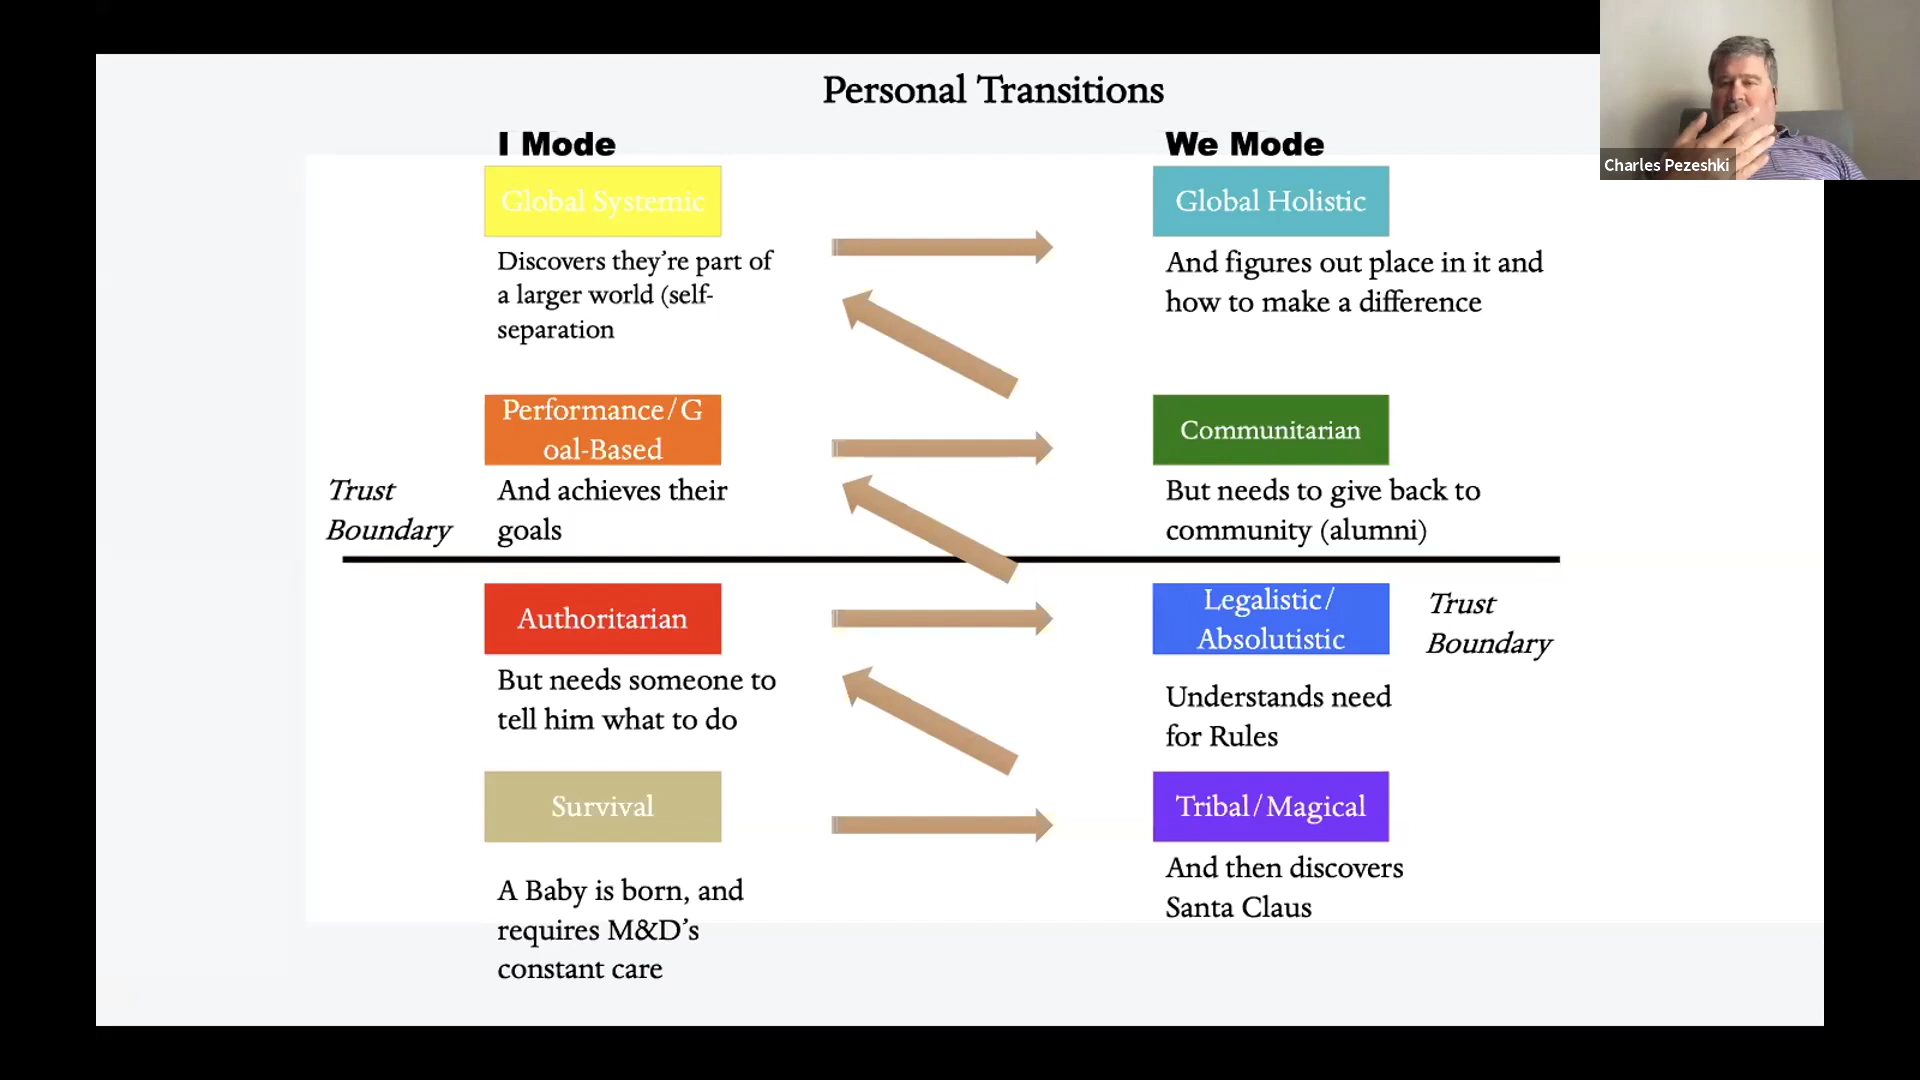 Personal Transitions
I Mode
We Mode
Global Systemic
Global Holistic
Discovers they're part of
a larger world (self-
separation
And figures out place in it and
how to make a difference
Performance/G
oal-Based
Communitarian
Trust
Boundary
And achieves their
goals
But needs to give back to
community (alumni)
Authoritarian
Legalistic/
Absolutistic
Trust
Boundary
But needs someone to
tell him what to do
Understands need
for Rules
Survival
Tribal/Magical
A Baby is born, and
requires M&D's
constant care
And then discovers
Santa Claus
Charles Pezeshki